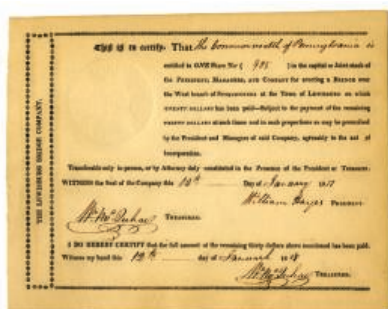 This is to certify, That the Commonwealth of Pennsylvania is
entitled to ONE Share No. ( 905 ) in the capital or Joint stock of
the PRESIDENT, MANAGERS, AND COMPANY for erecting a BRIDGE over
the West branch of SUSQUEHANNA at the Town of LEWISBURG on which
TWENTY DOLLARS has been paid—Subject to the payment of the remaining
THIRTY DOLLARS at such times and in such proportions as may be prescribed
by the President and Managers of said Company, agreeably to the act of
Incorporation.
Transferable only in person, or by Attorney duly constituted in the Presence of the President or Treasurer.
WITNESS the Seal of the Company this 12th Day of January 1817
William Hayes PRESIDENT.
TREASURER.
I DO HEREBY CERTIFY that the full amount of the remaining thirty dollars above mentioned has been paid.
Witness my hand this 12th day of January 1818
TREASURER.
THE LEWISBURG BRIDGE COMPANY.